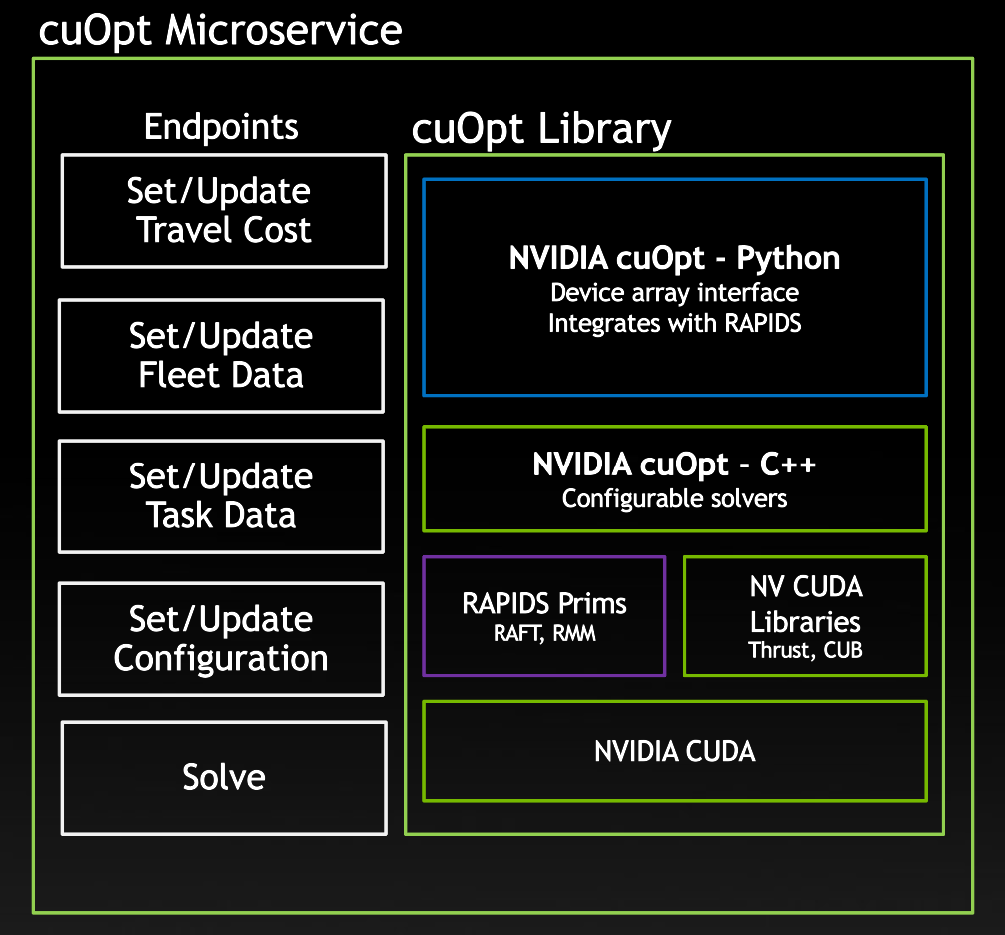 cuOpt Microservice
Endpoints
Set/Update
Travel Cost
Set/Update
Fleet Data
Set/Update
Task Data
Set/Update
Configuration
Solve
cuOpt Library
NVIDIA cuOpt - Python
Device array interface
Integrates with RAPIDS
NVIDIA cuOpt – C++
Configurable solvers
RAPIDS Prims
RAFT, RMM
NV CUDA
Libraries
Thrust, CUB
NVIDIA CUDA